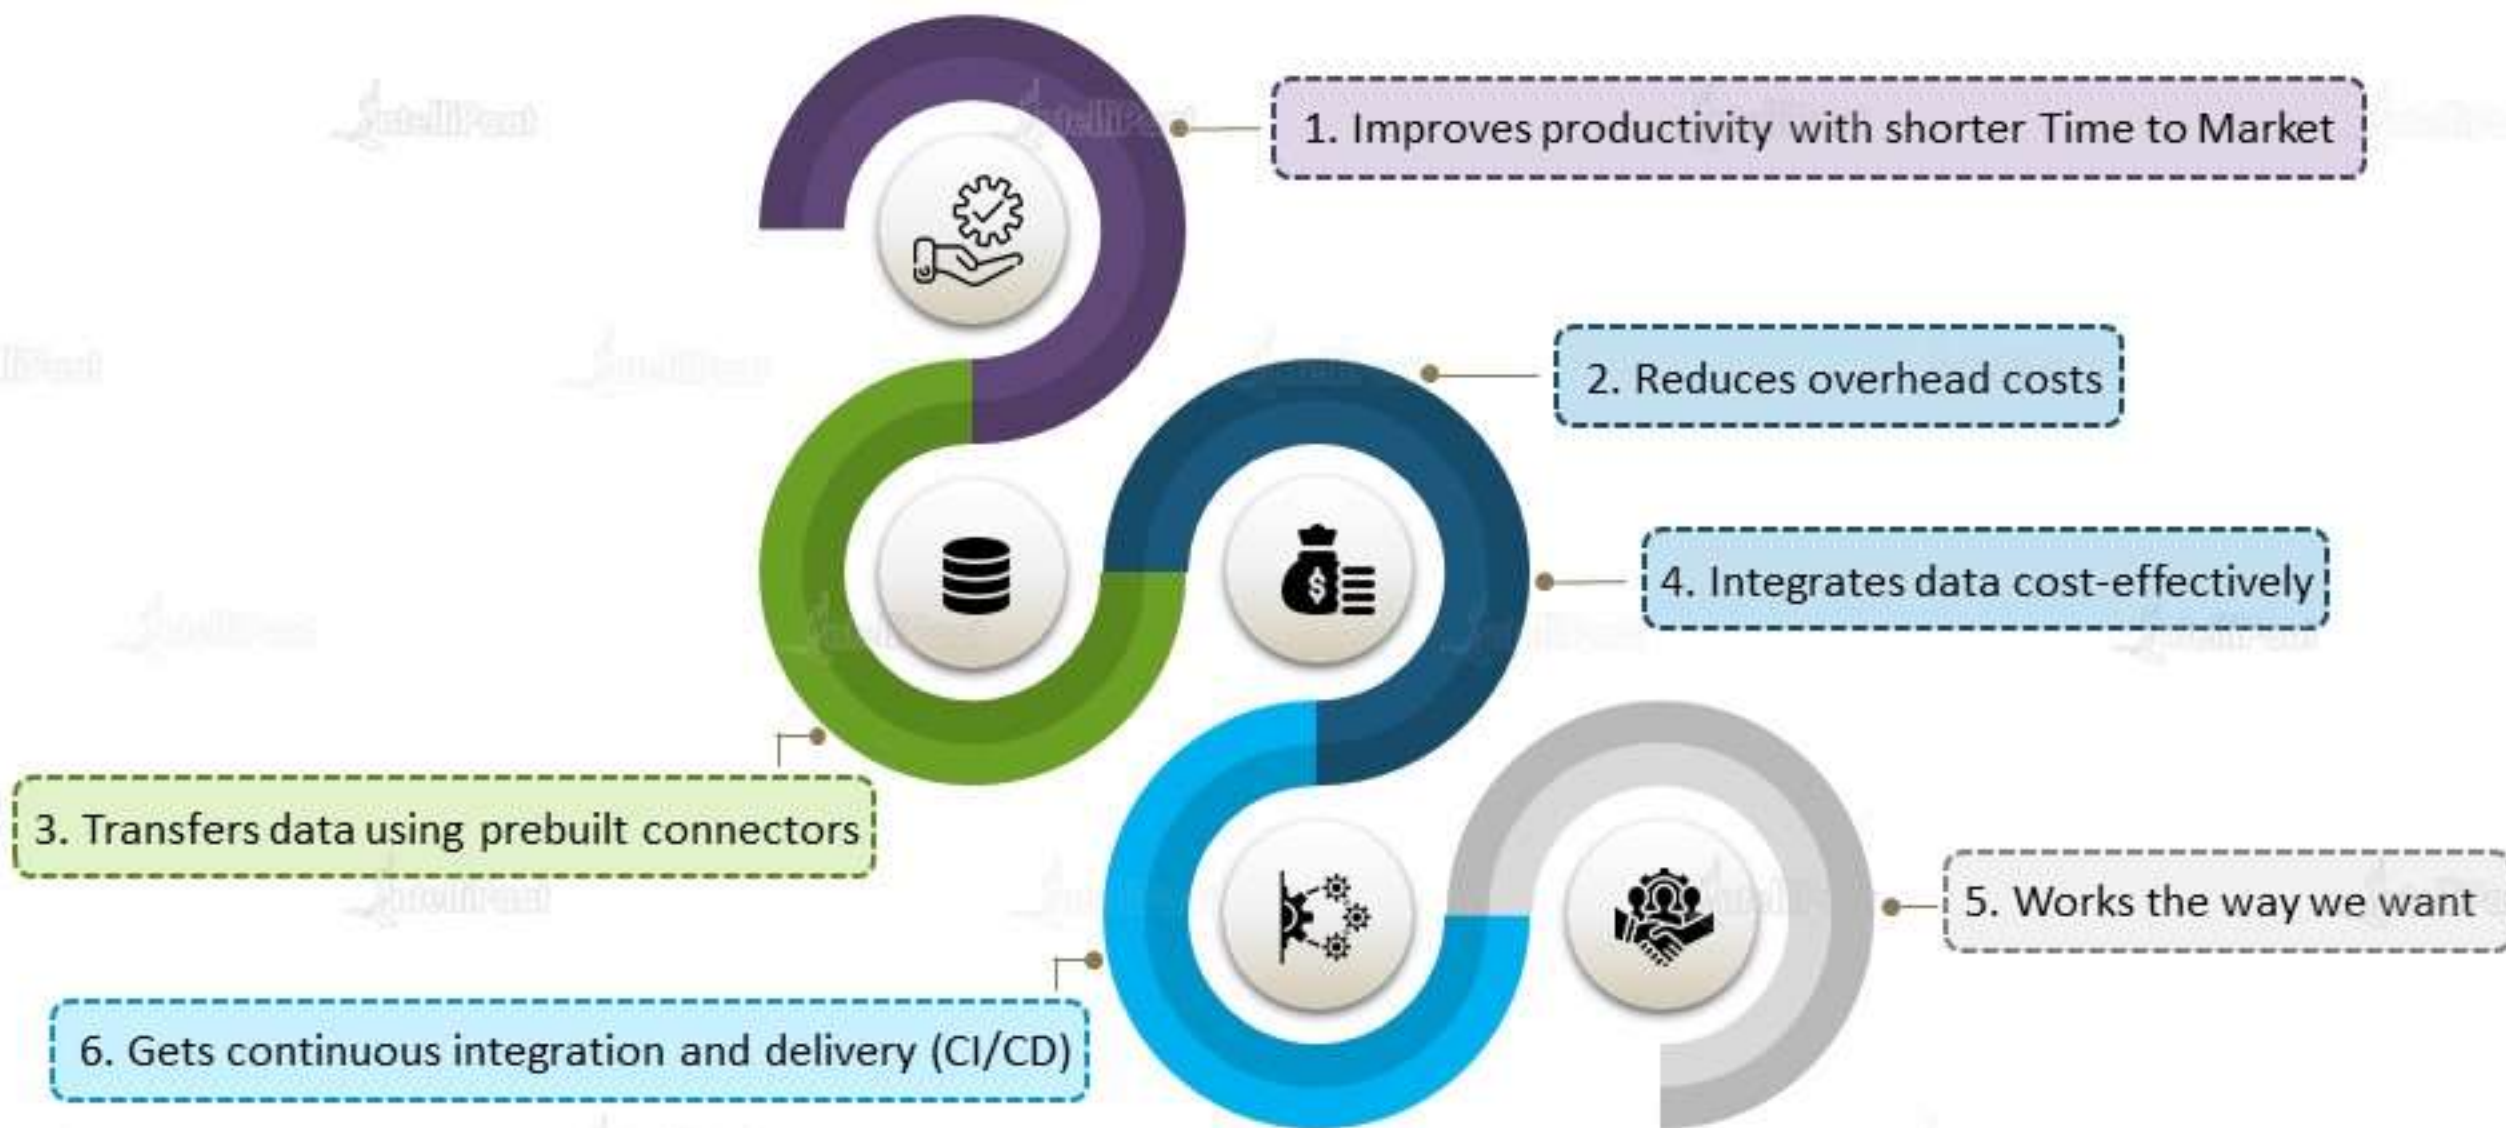 1. Improves productivity with shorter Time to Market
2. Reduces overhead costs
4. Integrates data cost-effectively
3. Transfers data using prebuilt connectors
5. Works the way we want
6. Gets continuous integration and delivery (CI/CD)